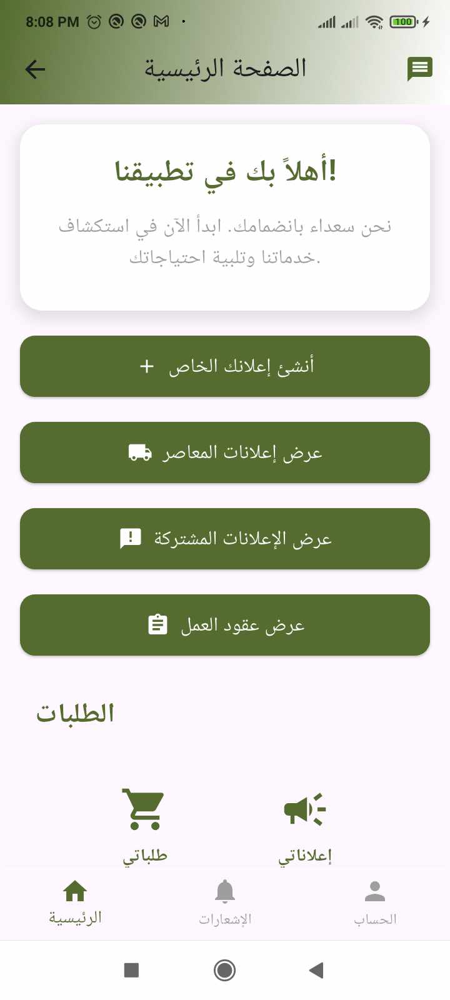 8:08 PM
100
الصفحة الرئيسية
أهلاً بك في تطبيقنا!
نحن سعداء بانضمامك. ابدأ الآن في استكشاف
خدماتنا وتلبية احتياجاتك.
أنشئ إعلانك الخاص
عرض إعلانات المعاصر
عرض الإعلانات المشتركة
عرض عقود العمل
الطلبات
إعلاناتي
طلباتي
الرئيسية
الإشعارات
الحساب